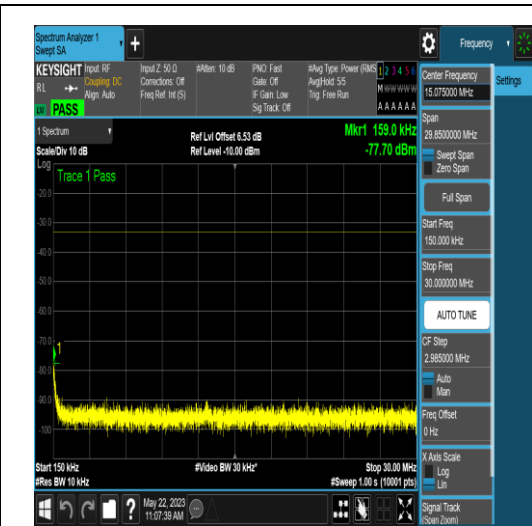 Spectrum Analyzer 1
Swept SA
Frequency
KEYSIGHT Input: RF
Coupling: DC
Align: Auto
Input Z: 50 Ω
Corrections: Off
Freq Ref: Int (S)
#Atten: 10 dB
PNO: Fast
Gate: Off
IF Gain: Low
Sig Track: Off
#Avg Type: Power (RMS
Avg|Hold: 5/5
Trig: Free Run
1 2 3 4 5 6
M W W W W W
A A A A A A
RL
PASS
1 Spectrum
Scale/Div 10 dB
Ref Lvl Offset 6.53 dB
Ref Level -10.00 dBm
Mkr1 159.0 kHz
-77.70 dBm
Log
Trace 1 Pass
-20.0
-30.0
-40.0
-50.0
-60.0
-70.0
-80.0
-90.0
-100
1
Start 150 kHz
#Res BW 10 kHz
#Video BW 30 kHz*
Stop 30.00 MHz
#Sweep 1.00 s (10001 pts)
May 22, 2023
11:07:39 AM
Center Frequency
15.075000 MHz
Settings
Span
29.8500000 MHz
Swept Span
Zero Span
Full Span
Start Freq
150.000 kHz
Stop Freq
30.000000 MHz
AUTO TUNE
CF Step
2.985000 MHz
Auto
Man
Freq Offset
0 Hz
X Axis Scale
Log
Lin
Signal Track
(Span Zoom)